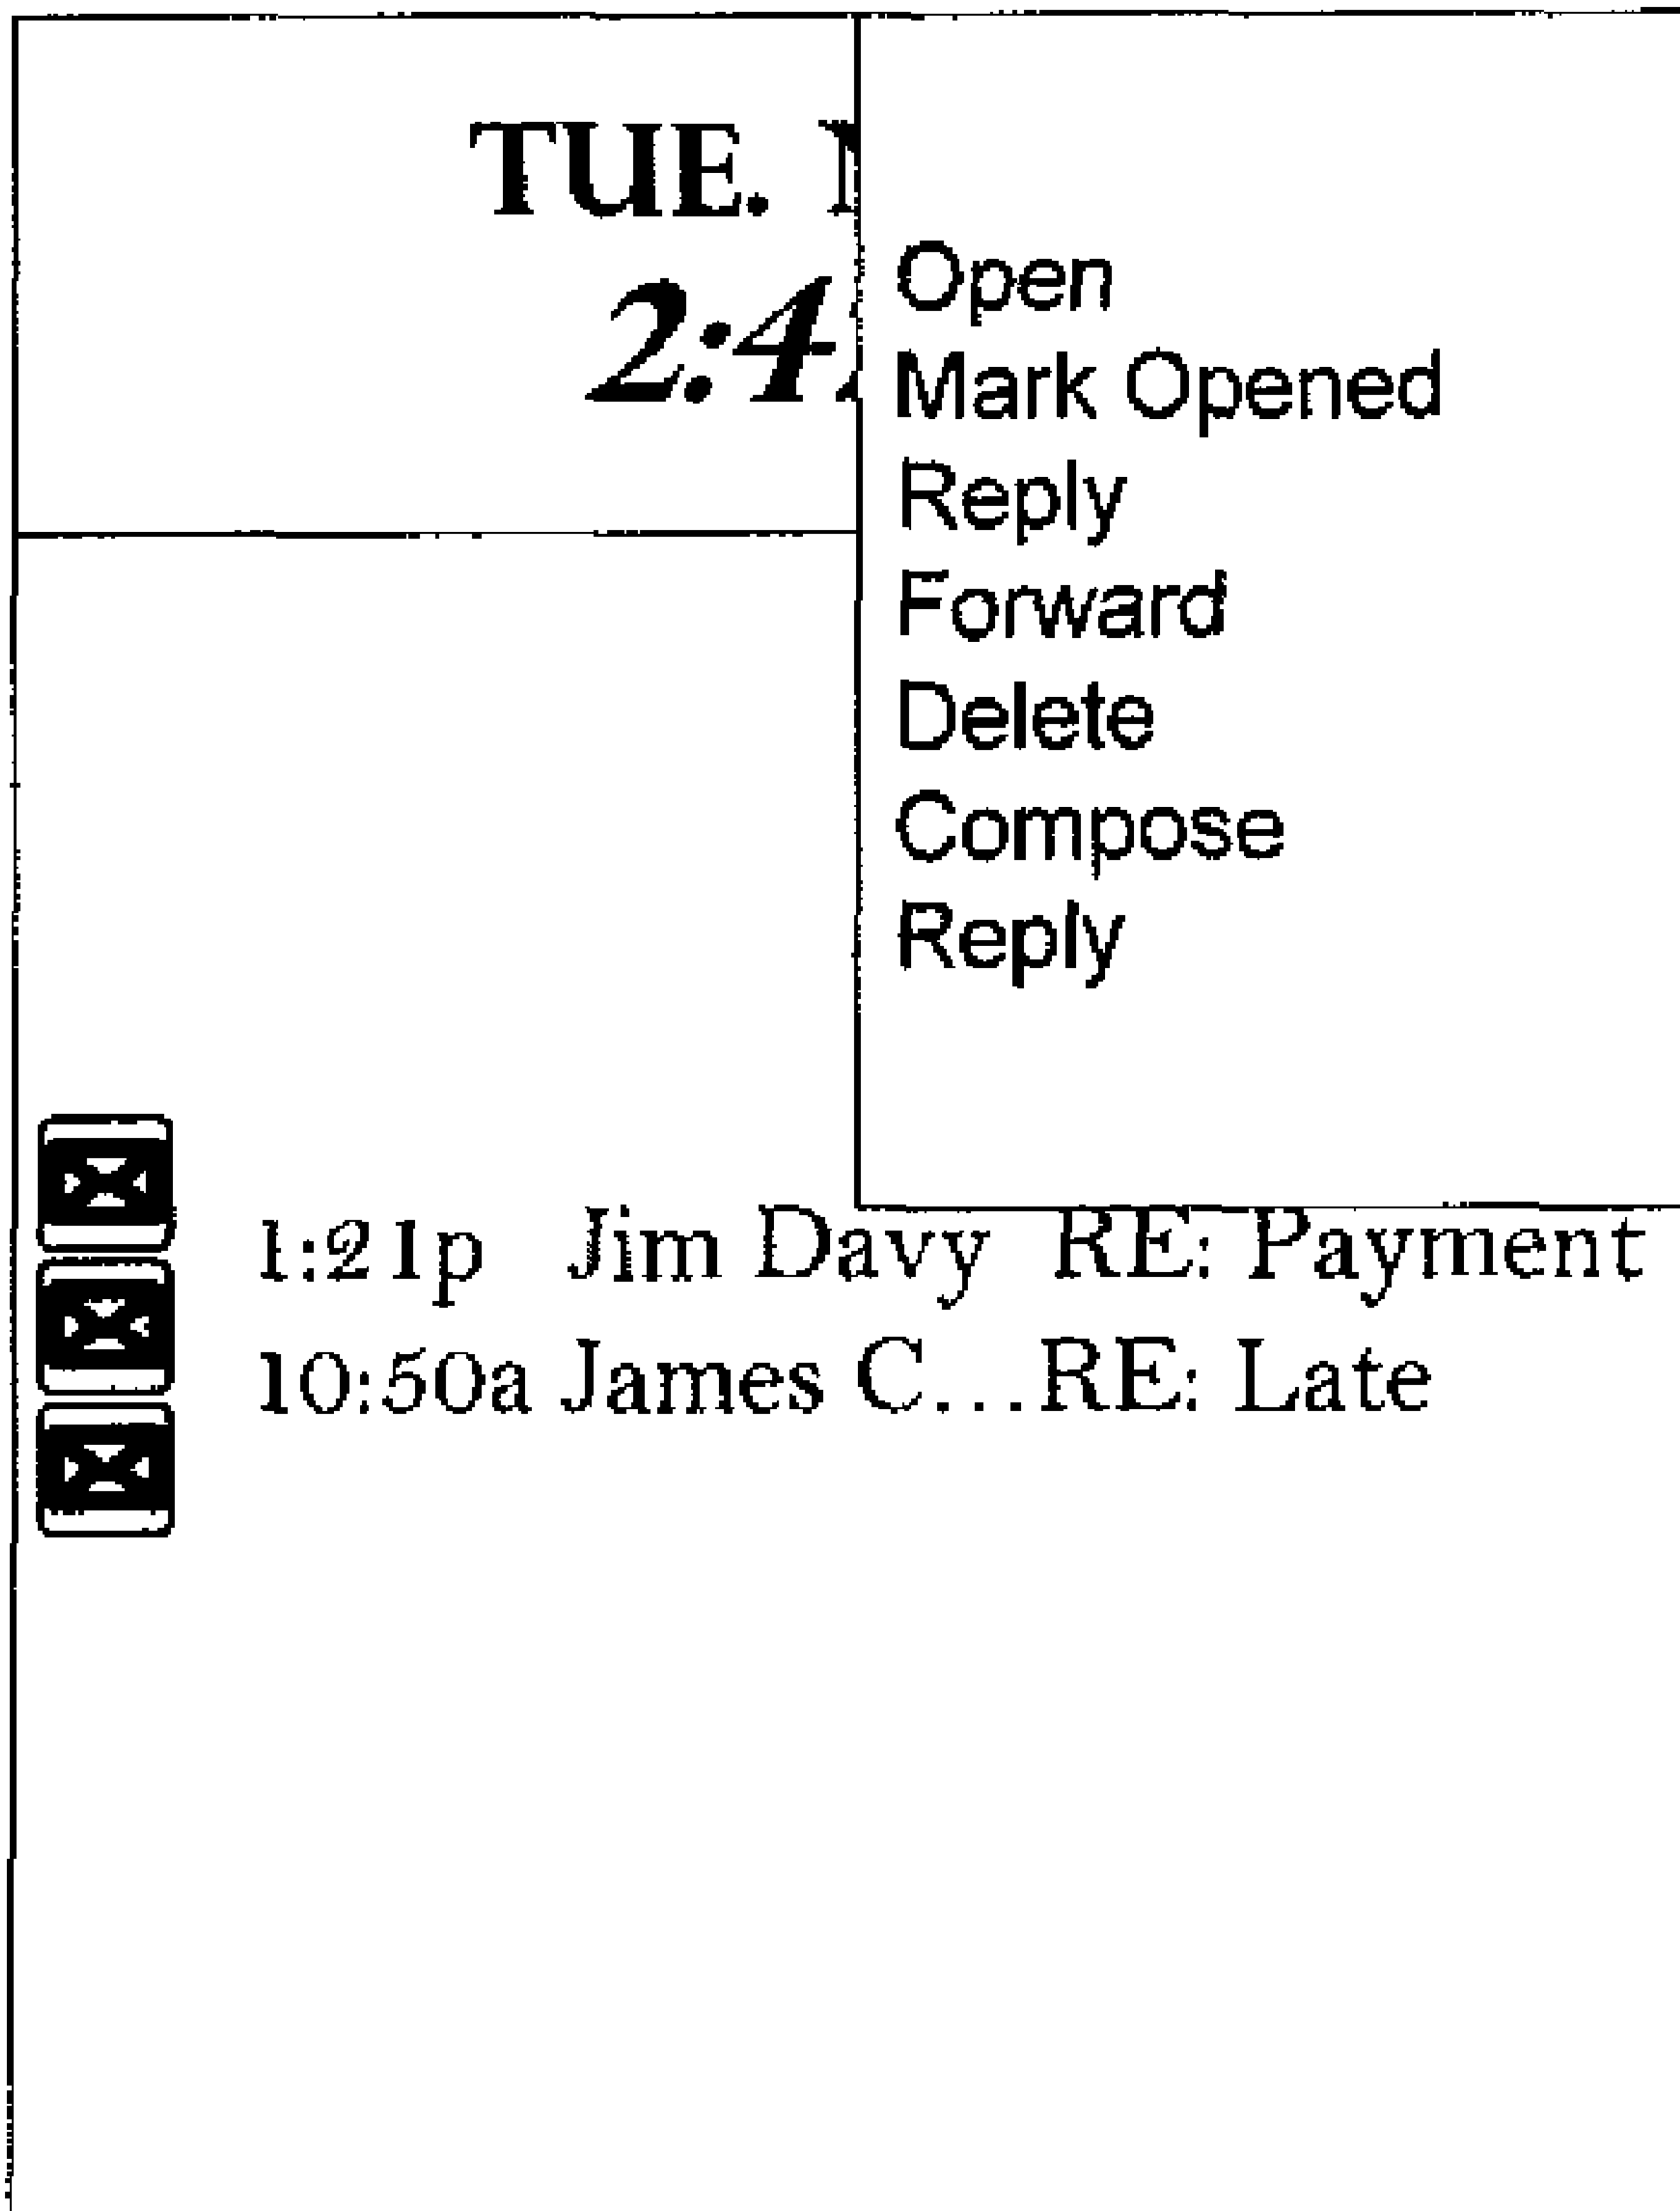 TUE.
2:4
Open
Mark Opened
Reply
Forward
Delete
Compose
Reply
1:21p Jim Davy RE: Payment
10:50a James C...RE: Late